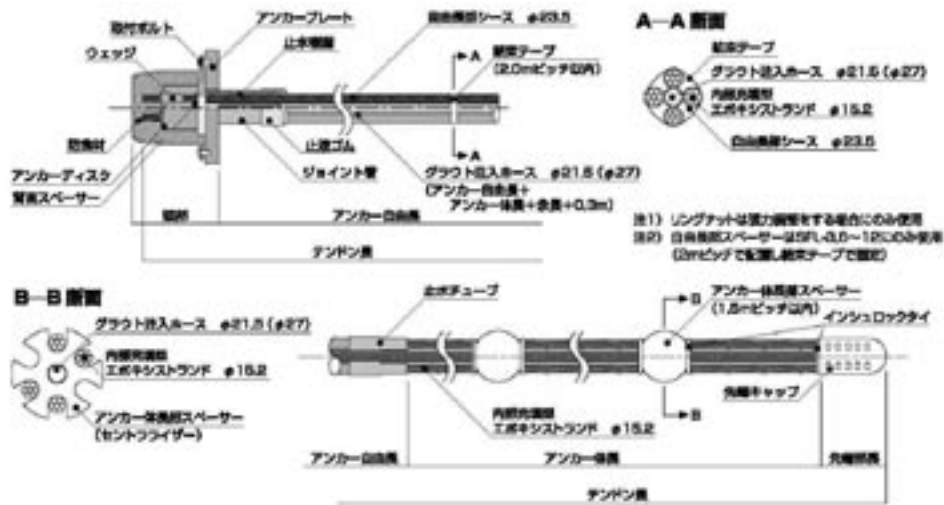 アンカープレート
取付ボルト
ウェッジ
止水樹脂
自由長部シース φ23.5
結束テープ
(2.0mピッチ以内)
A
A
防食材
アンカーディスク
背面スペーサー
止水ゴム
ジョイント管
グラウト注入ホース φ21.5(φ27)
(アンカー自由長+
アンカー体長+余長+0.3m)
頭部
アンカー自由長
テンドン長
A—A 断面
結束テープ
グラウト注入ホース φ21.5(φ27)
内部充填型
エポキシストランド φ15.2
自由長部シース φ23.5
注1) リングナットは張力調整をする場合にのみ使用
注2) 自由長部スペーサーは
にのみ使用
(2mピッチで配置し結束テープで固定)
B—B 断面
グラウト注入ホース φ21.5(φ27)
内部充填型
エポキシストランド φ15.2
アンカー体長部スペーサー
(セントライザー)
止水チューブ
B
B
アンカー体長部スペーサー
(1.5mピッチ以内)
インシュロックタイ
先端キャップ
内部充填型
エポキシストランド φ15.2
アンカー自由長
アンカー体長
先端部長
テンドン長